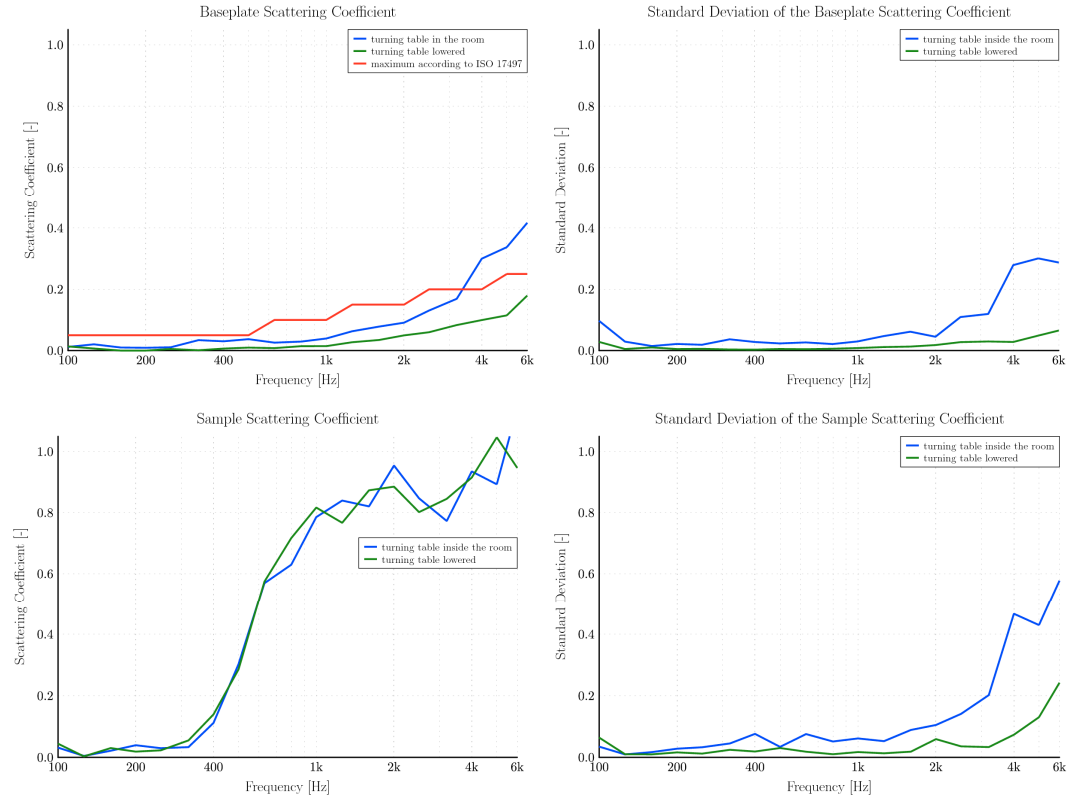 Baseplate Scattering Coefficient
Scattering Coefficient [-]
1.0
0.8
0.6
0.4
0.2
0.0
100
200
400
1k
2k
4k
6k
Frequency [Hz]
turning table in the room
turning table lowered
maximum according to ISO 17497
Standard Deviation of the Baseplate Scattering Coefficient
Standard Deviation [-]
1.0
0.8
0.6
0.4
0.2
0.0
100
200
400
1k
2k
4k
6k
Frequency [Hz]
turning table inside the room
turning table lowered
Sample Scattering Coefficient
Scattering Coefficient [-]
1.0
0.8
0.6
0.4
0.2
0.0
100
200
400
1k
2k
4k
6k
Frequency [Hz]
turning table inside the room
turning table lowered
Standard Deviation of the Sample Scattering Coefficient
Standard Deviation [-]
1.0
0.8
0.6
0.4
0.2
0.0
100
200
400
1k
2k
4k
6k
Frequency [Hz]
turning table inside the room
turning table lowered